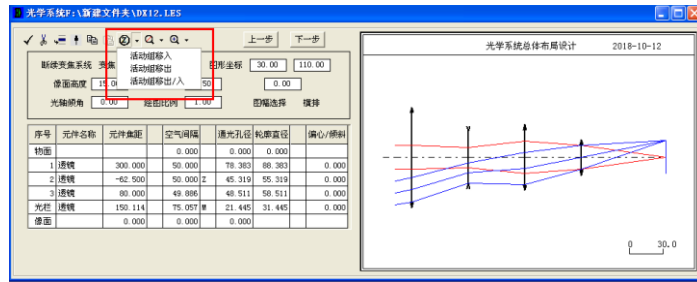 光学系统F:\新建文件夹\DX12.LES
上一步 下一步
活动组移入
活动组移出
活动组移出/入
断续变焦系统 变焦 图形坐标 30.00 110.00
像面高度 15.00 50 0.00
光轴倾角 0.00 绘图比例 1.00 图幅选择 横排
序号 元件名称 元件焦距 空气间隔 通光孔径 轮廓直径 偏心/倾斜
物面 0.000 0.000 0.000
1 透镜 300.000 50.000 78.383 88.383 0.000
2 透镜 -62.500 50.000 Z 45.319 55.319 0.000
3 透镜 80.000 49.886 48.511 58.511 0.000
光栏 透镜 150.114 75.057 M 21.445 31.445 0.000
像面 0.000 0.000 0.000
光学系统总体布局设计 2018-10-12
0 30.0